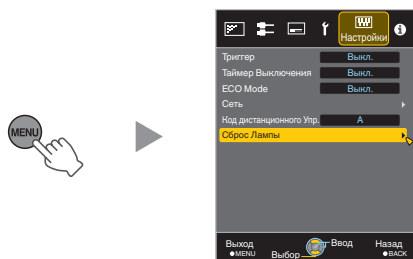 MENU
Настройки
Триггер Выкл.
Таймер Выключения Выкл.
ECO Mode Выкл.
Сеть
Код дистанционного Упр. A
Сброс Лампы
Выход Ввод Назад
MENU Выбор BACK